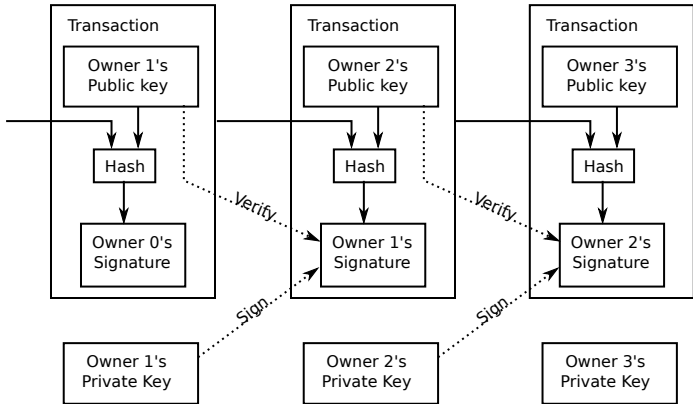 Transaction
Owner 1's
Public key
Hash
Owner 0's
Signature
Transaction
Owner 2's
Public key
Hash
Verify
Owner 1's
Signature
Transaction
Owner 3's
Public key
Hash
Verify
Owner 2's
Signature
Owner 1's
Private Key
Sign
Owner 2's
Private Key
Sign
Owner 3's
Private Key